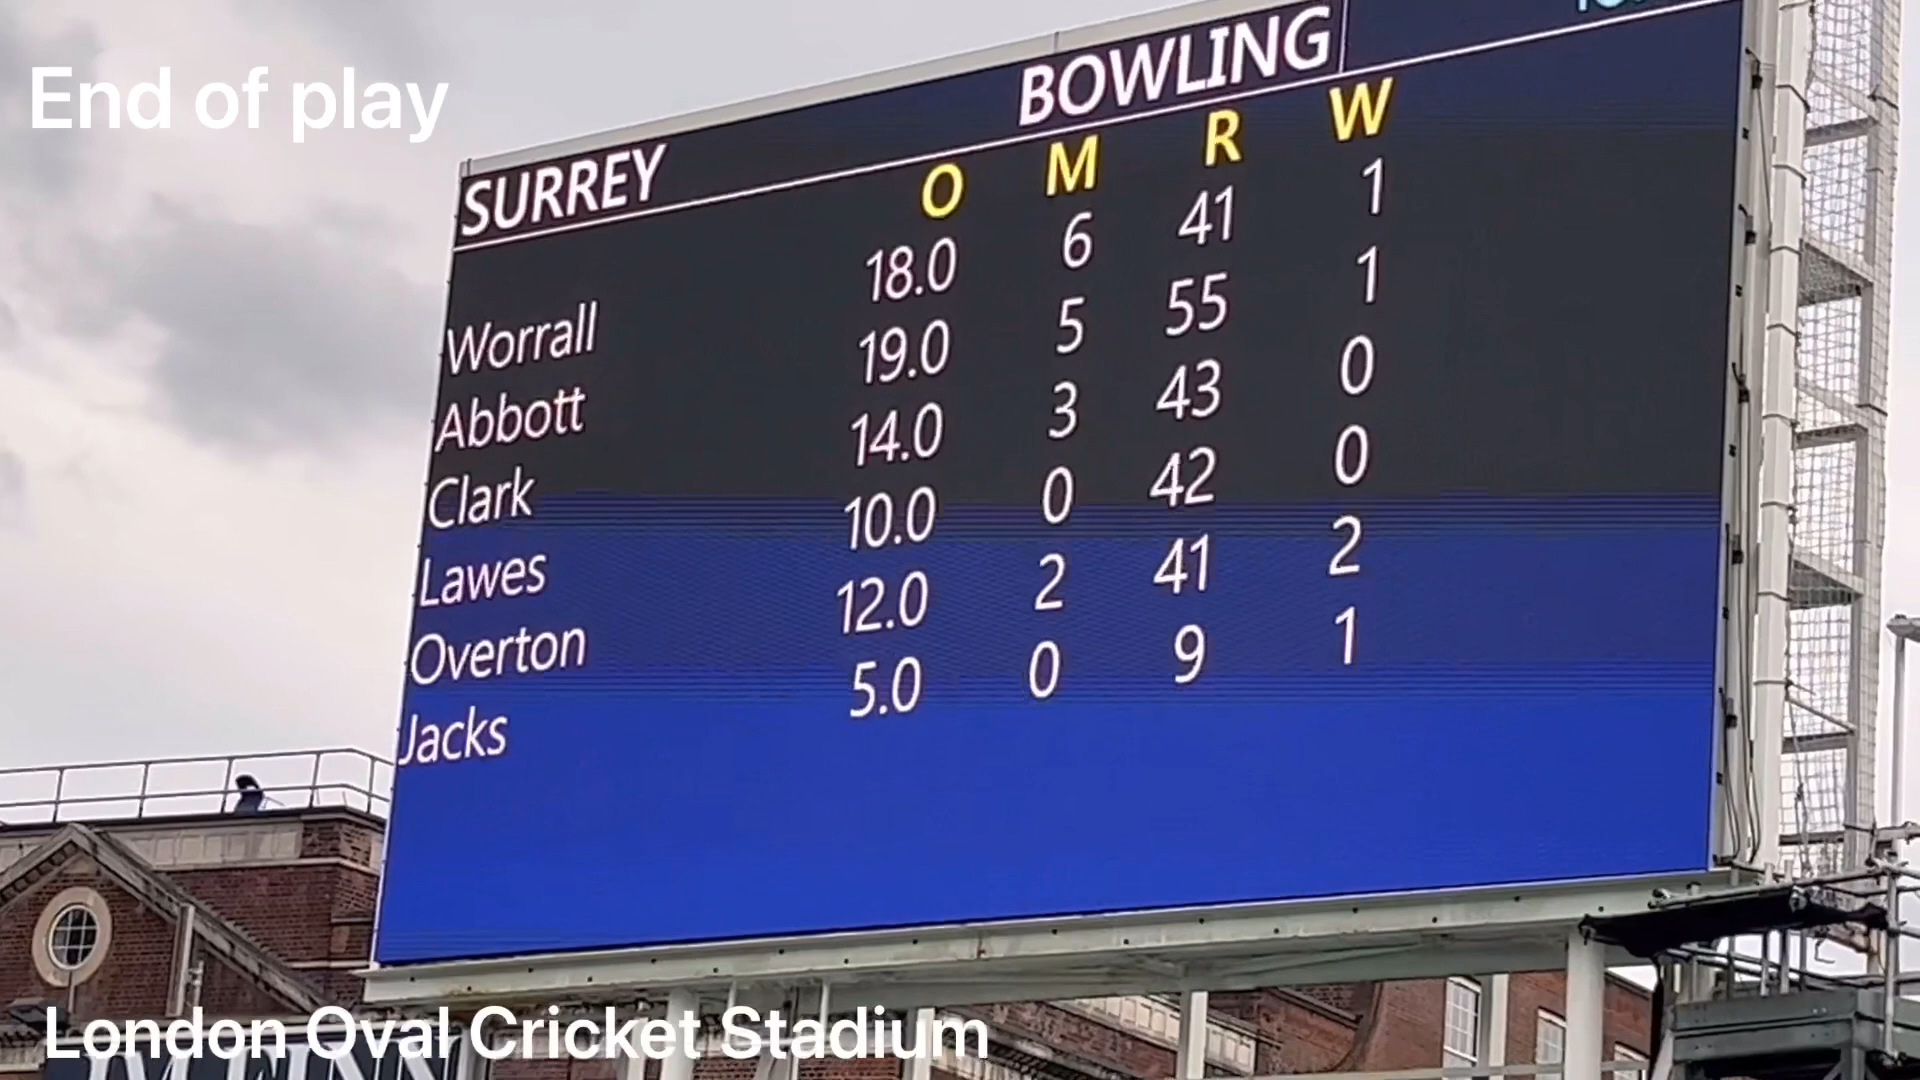 End of play
BOWLING
SURREY O M R W
Worrall 18.0 6 41 1
Abbott 19.0 5 55 1
Clark 14.0 3 43 0
Lawes 10.0 0 42 0
Overton 12.0 2 41 2
Jacks 5.0 0 9 1
London Oval Cricket Stadium